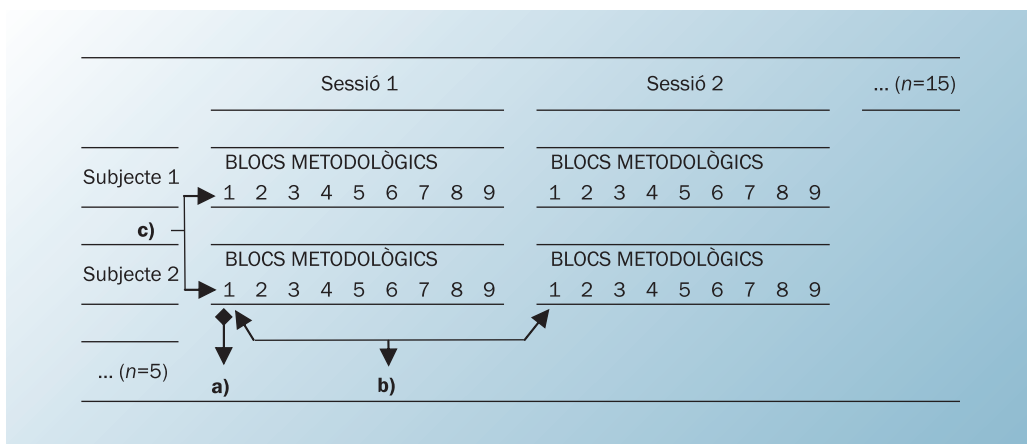 Sessió 1 Sessió 2 ... (n=15)
BLOCS METODOLÒGICS BLOCS METODOLÒGICS
Subjecte 1
1 2 3 4 5 6 7 8 9 1 2 3 4 5 6 7 8 9
c)
BLOCS METODOLÒGICS BLOCS METODOLÒGICS
Subjecte 2
1 2 3 4 5 6 7 8 9 1 2 3 4 5 6 7 8 9
... (n=5)
a) b)